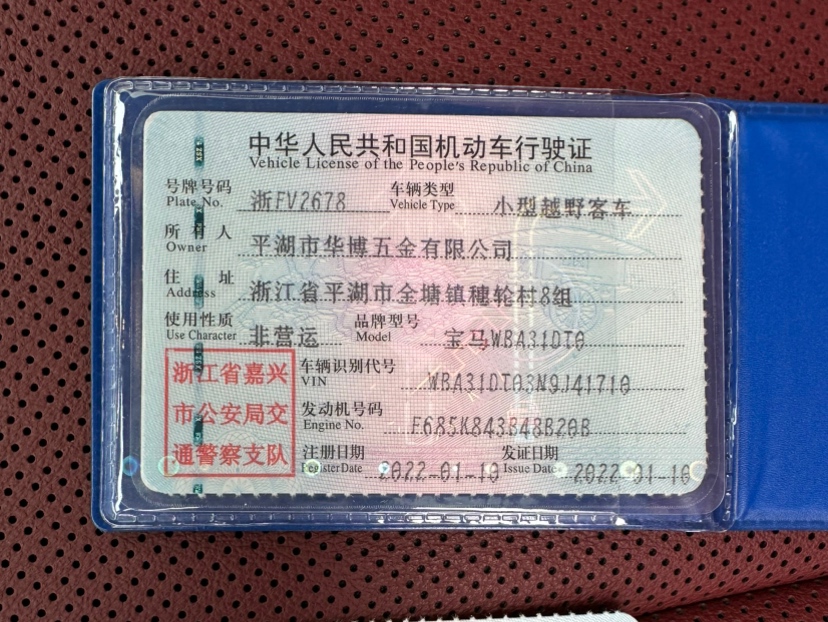 中华人民共和国机动车行驶证
Vehicle License of the People's Republic of China
号牌号码 浙FV2678 车辆类型 小型越野客车
Plate No. Vehicle Type
所有人 平湖市华博五金有限公司
Owner
住址 浙江省平湖市全塘镇穗轮村8组
Address
使用性质 非营运 品牌型号 宝马WBA31DT0
Use Character Model
浙江省嘉兴
市公安局交
通警察支队
车辆识别代号 WBA31DT03N9J41710
VIN
发动机号码 F685K843B48B20B
Engine No.
注册日期 2022-01-10 发证日期 2022-01-10
Register Date Issue Date